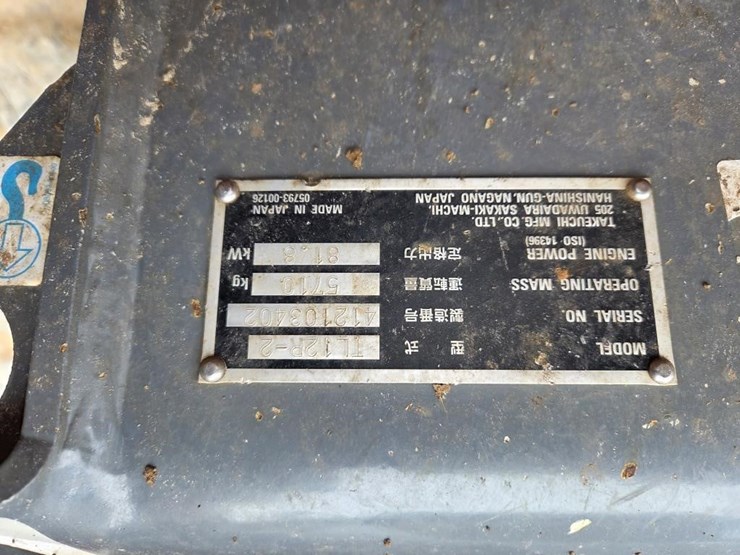 MODEL 型式 TL12R-2
SERIAL NO. 製造番号 412103402
OPERATING MASS 運転質量 5710 kg
ENGINE POWER 定格出力 81.8 kW
(ISO 14396)
TAKEUCHI MFG. CO., LTD.
205 UWADAIRA SAKAKI-MACHI, MADE IN JAPAN
HANISHINA-GUN, NAGANO JAPAN 05793-00126